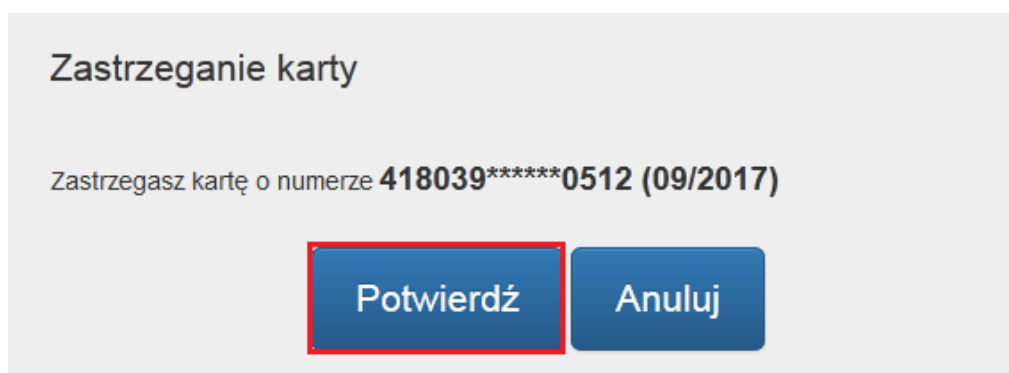 Zastrzeganie karty
Zastrzegasz kartę o numerze 418039******0512 (09/2017)
Potwierdź Anuluj